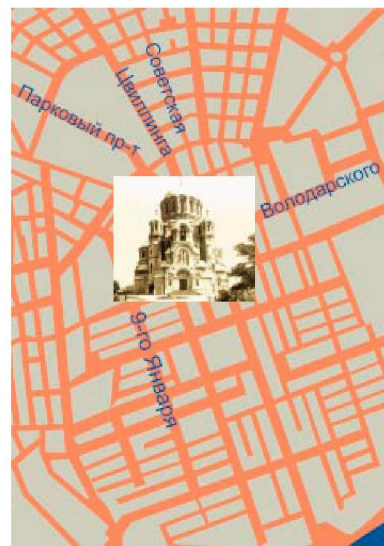 Советская
Цвиллинга
Парковый пр-т
Володарского
9-го Января